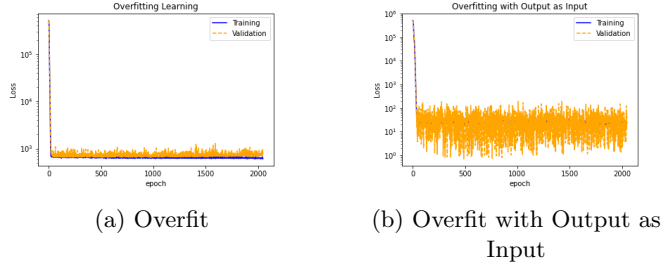 Overfitting Learning
Training
Validation
10^5
10^4
10^3
Loss
0 500 1000 1500 2000
epoch
(a) Overfit
Overfitting with Output as Input
Training
Validation
10^6
10^5
10^4
10^3
10^2
10^1
10^0
Loss
0 500 1000 1500 2000
epoch
(b) Overfit with Output as
Input